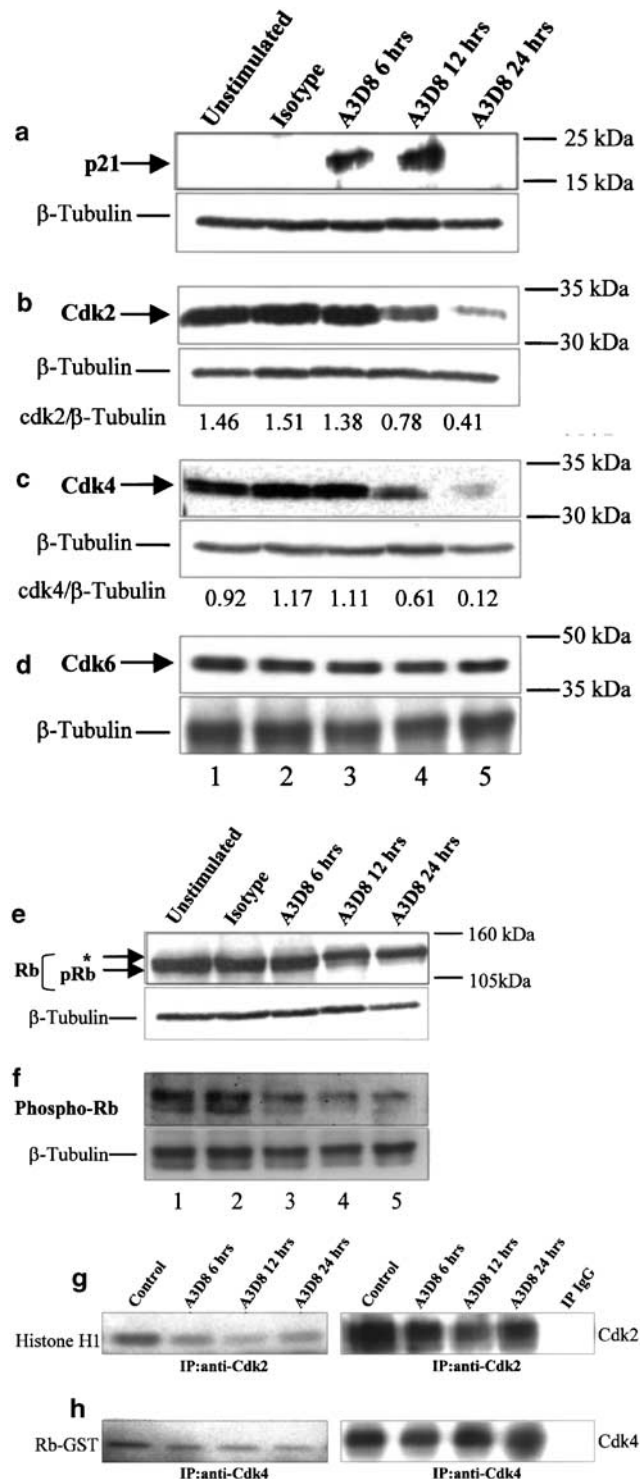 Unstimulated Isotype A3D8 6 hrs A3D8 12 hrs A3D8 24 hrs
a
25 kDa
p21
15 kDa
β-Tubulin
b
35 kDa
Cdk2
30 kDa
β-Tubulin
cdk2/β-Tubulin 1.46 1.51 1.38 0.78 0.41
c
35 kDa
Cdk4
30 kDa
β-Tubulin
cdk4/β-Tubulin 0.92 1.17 1.11 0.61 0.12
50 kDa
d Cdk6
35 kDa
β-Tubulin
1 2 3 4 5
Unstimulated Isotype A3D8 6 hrs A3D8 12 hrs A3D8 24 hrs
e
160 kDa
*
Rb pRb
105kDa
β-Tubulin
f
Phospho-Rb
β-Tubulin
1 2 3 4 5
g
Control A3D8 6 hrs A3D8 12 hrs A3D8 24 hrs Control A3D8 6 hrs A3D8 12 hrs A3D8 24 hrs IP IgG
Histone H1 Cdk2
IP:anti-Cdk2 IP:anti-Cdk2
h
Rb-GST Cdk4
IP:anti-Cdk4 IP:anti-Cdk4